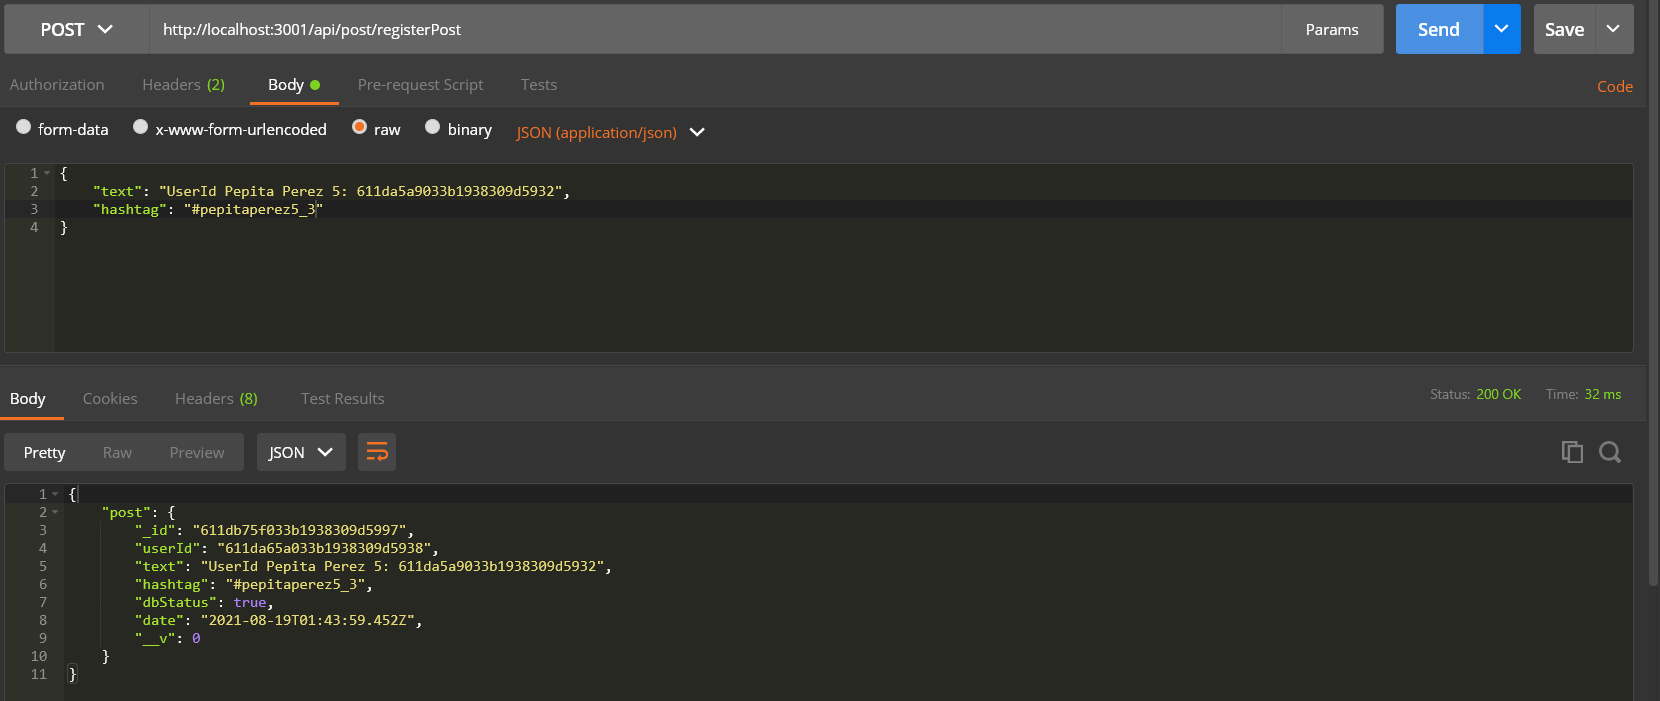 POST http://localhost:3001/api/post/registerPost Params Send Save
Authorization Headers (2) Body Pre-request Script Tests Code
form-data x-www-form-urlencoded raw binary JSON (application/json)
1 {
2 "text": "UserId Pepita Perez 5: 611da5a9033b1938309d5932",
3 "hashtag": "#pepitaperez5_3"
4 }
Body Cookies Headers (8) Test Results Status: 200 OK Time: 32 ms
Pretty Raw Preview JSON
1 {
2 "post": {
3 "_id": "611db75f033b1938309d5997",
4 "userId": "611da65a033b1938309d5938",
5 "text": "UserId Pepita Perez 5: 611da5a9033b1938309d5932",
6 "hashtag": "#pepitaperez5_3",
7 "dbStatus": true,
8 "date": "2021-08-19T01:43:59.452Z",
9 "__v": 0
10 }
11 }